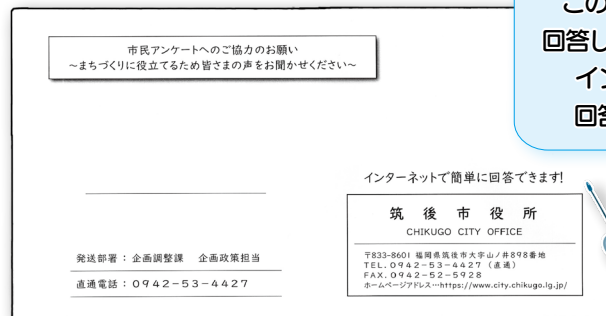 市民アンケートへのご協力のお願い
~まちづくりに役立てるため皆さまの声をお聞かせください~
この
回答し
イン
回答
インターネットで簡単に回答できます!
筑後市役所
CHIKUGO CITY OFFICE
〒833-8601 福岡県筑後市大字山ノ井898番地
TEL.0942-53-4427 (直通)
FAX.0942-52-5928
ホームページアドレス…https://www.city.chikugo.lg.jp/
発送部署:企画調整課 企画政策担当
直通電話:0942-53-4427